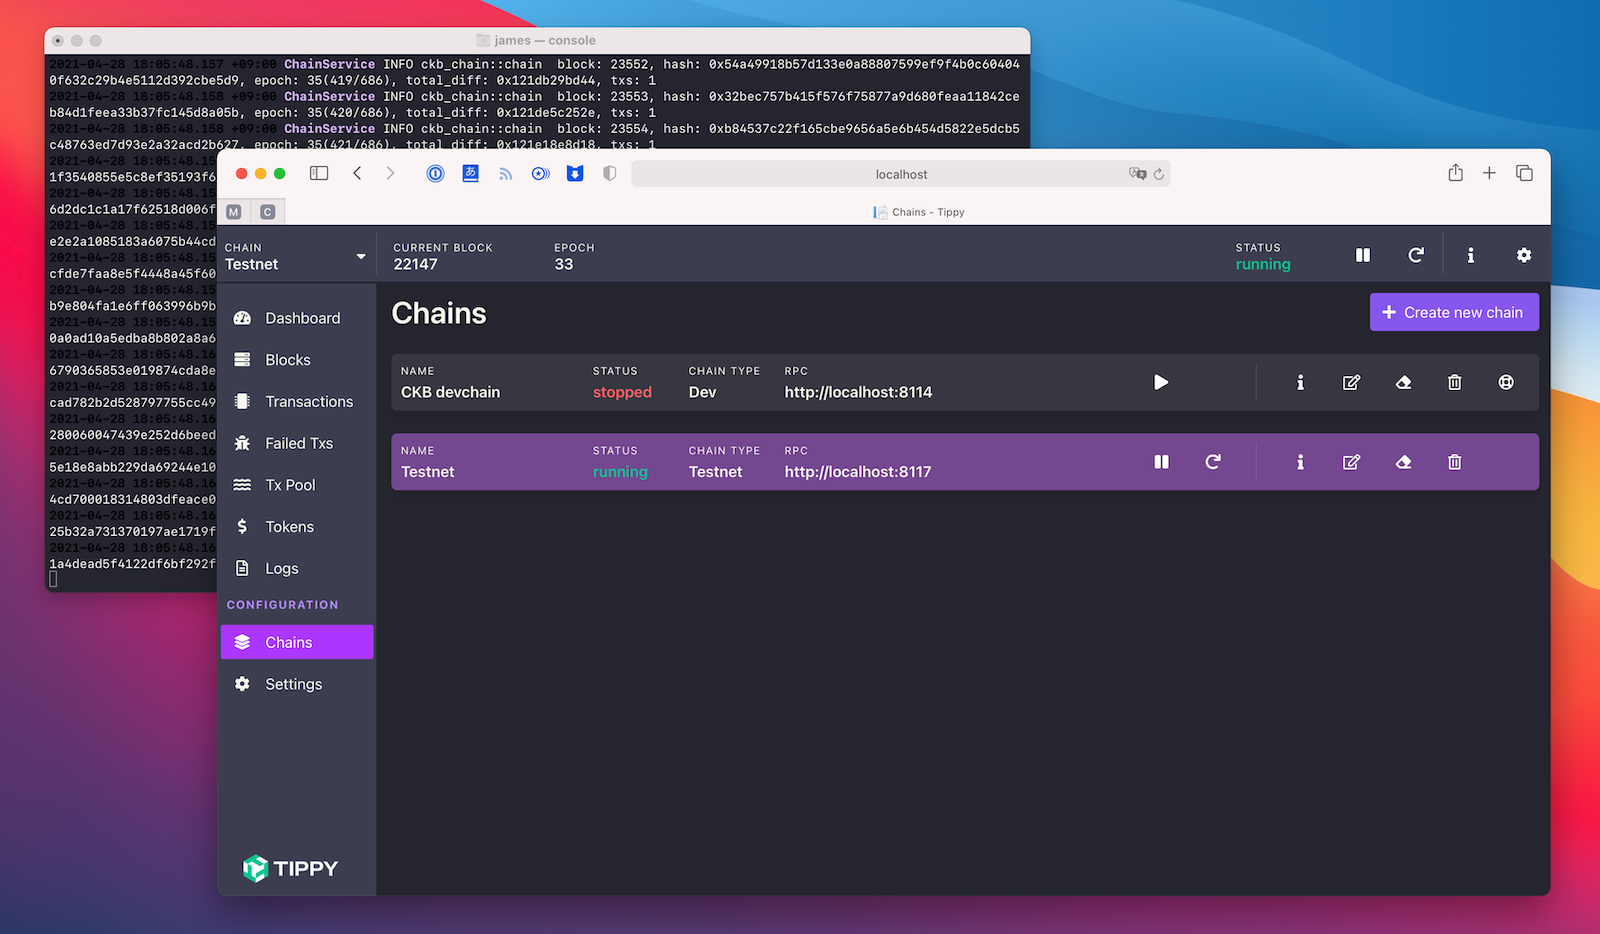 james — console
2021-04-28 18:05:48.157 +09:00 ChainService INFO ckb_chain::chain  block: 23552, hash: 0x54a49918b57d133e0a88807599ef9f4b0c60404
0f632c29b4e5112d392cbe5d9, epoch: 35(419/686), total_diff: 0x121db29bd44, txs: 1
2021-04-28 18:05:48.158 +09:00 ChainService INFO ckb_chain::chain  block: 23553, hash: 0x32bec757b415f576f75877a9d680feaa11842ce
b84d1feea33b37fc145d8a05b, epoch: 35(420/686), total_diff: 0x121de5c252e, txs: 1
2021-04-28 18:05:48.158 +09:00 ChainService INFO ckb_chain::chain  block: 23554, hash: 0xb84537c22f165cbe9656a5e6b454d5822e5dcb5
c48763ed7d93e2a32acd2b627, epoch: 35(421/686), total_diff: 0x121e18e8d18, txs: 1
2021-04-28 18:05:48.15
1f3540855e5c8ef35193f6
2021-04-28 18:05:48.15
6d2dc1c1a17f62518d006f
2021-04-28 18:05:48.15
e2e2a1085183a6075b44cd
2021-04-28 18:05:48.15
cfde7faa8e5f4448a45f60
2021-04-28 18:05:48.15
b9e804fa1e6ff063996b9b
2021-04-28 18:05:48.15
0a0ad10a5edba8b802a8a6
2021-04-28 18:05:48.16
6790365853e019874cda8e
2021-04-28 18:05:48.16
cad782b2d528797755cc49
2021-04-28 18:05:48.16
280060047439e252d6beed
2021-04-28 18:05:48.16
5e18e8abb229da69244e10
2021-04-28 18:05:48.16
4cd700018314803dfeace0
2021-04-28 18:05:48.16
25b32a731370197ae1719f
2021-04-28 18:05:48.16
1a4dead5f4122df6bf292f
あ
localhost
M C
Chains - Tippy
CHAIN CURRENT BLOCK EPOCH STATUS
Testnet 22147 33 running
Dashboard
Blocks
Transactions
Failed Txs
Tx Pool
Tokens
Logs
CONFIGURATION
Chains
Settings
TIPPY
Chains
Create new chain
NAME STATUS CHAIN TYPE RPC
CKB devchain stopped Dev http://localhost:8114
NAME STATUS CHAIN TYPE RPC
Testnet running Testnet http://localhost:8117